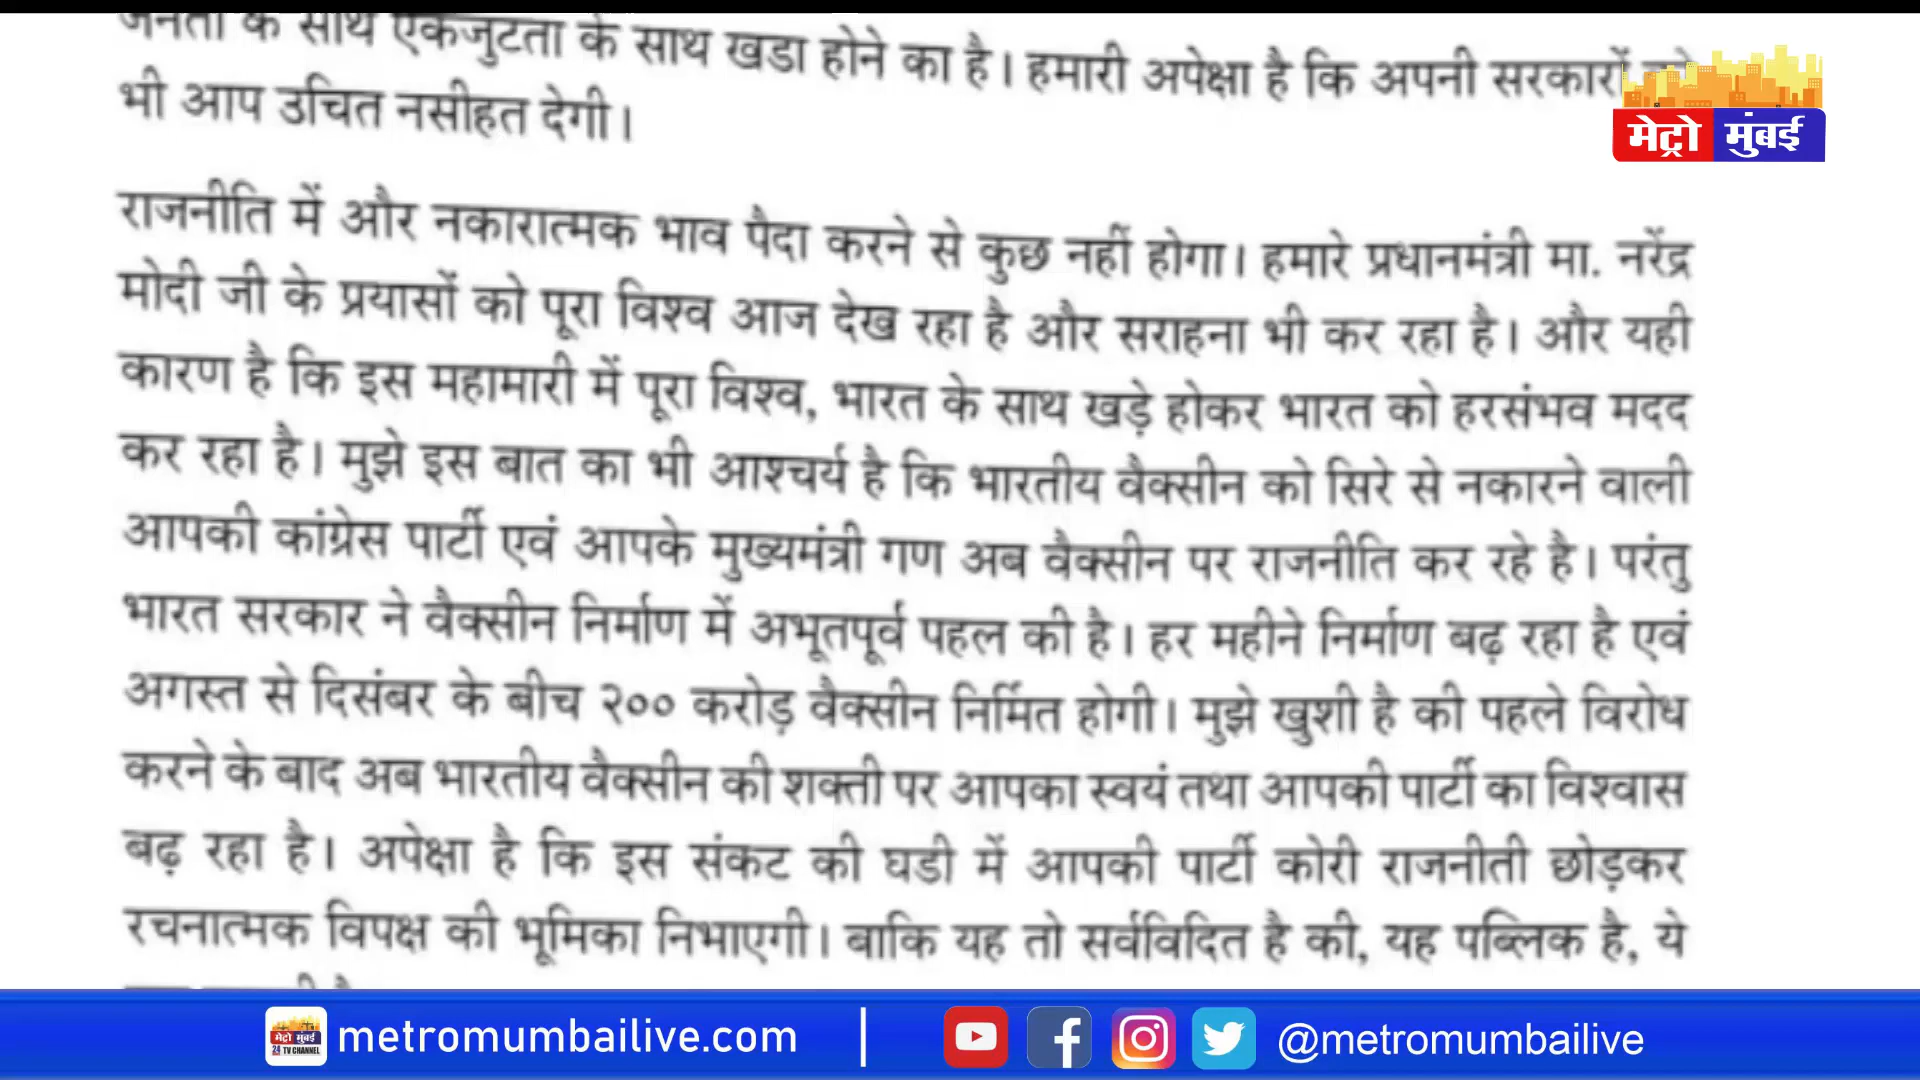 जनता के साथ एकजुटता के साथ खडा होने का है। हमारी अपेक्षा है कि अपनी सरकारों
भी आप उचित नसीहत देगी।
राजनीति में और नकारात्मक भाव पैदा करने से कुछ नहीं होगा। हमारे प्रधानमंत्री मा. नरेंद्र
मोदी जी के प्रयासों को पूरा विश्व आज देख रहा है और सराहना भी कर रहा है। और यही
कारण है कि इस महामारी में पूरा विश्व, भारत के साथ खड़े होकर भारत को हरसंभव मदद
कर रहा है। मुझे इस बात का भी आश्चर्य है कि भारतीय वैक्सीन को सिरे से नकारने वाली
आपकी कांग्रेस पार्टी एवं आपके मुख्यमंत्री गण अब वैक्सीन पर राजनीति कर रहे है। परंतु
भारत सरकार ने वैक्सीन निर्माण में अभूतपूर्व पहल की है। हर महीने निर्माण बढ़ रहा है एवं
अगस्त से दिसंबर के बीच २०० करोड़ वैक्सीन निर्मित होगी। मुझे खुशी है की पहले विरोध
करने के बाद अब भारतीय वैक्सीन की शक्ती पर आपका स्वयं तथा आपकी पार्टी का विश्वास
बढ़ रहा है। अपेक्षा है कि इस संकट की घडी में आपकी पार्टी कोरी राजनीती छोड़कर
रचनात्मक विपक्ष की भूमिका निभाएगी। बाकि यह तो सर्वविदित है की, यह पब्लिक है, ये
मेट्रो मुंबई
मेट्रो मुंबई
24 TV CHANNEL
metromumbailive.com
@metromumbailive